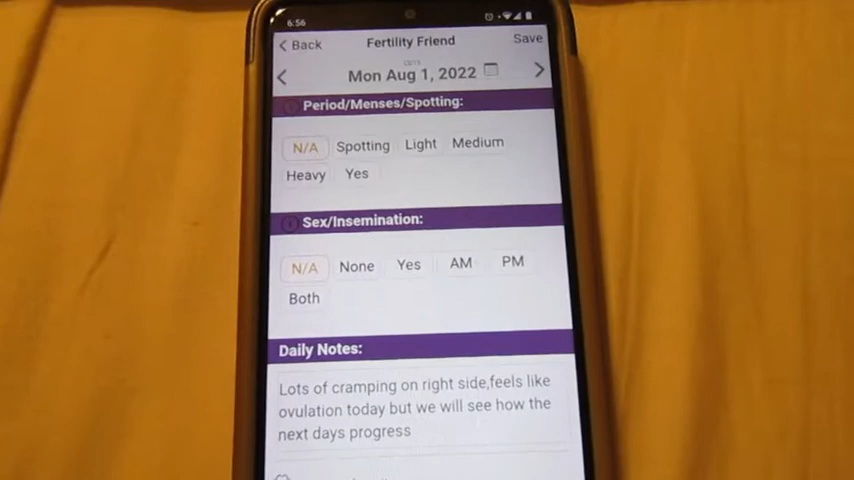 6:56
Back Fertility Friend Save
CD15
Mon Aug 1, 2022
Period/Menses/Spotting:
N/A Spotting Light Medium
Heavy Yes
Sex/Insemination:
N/A None Yes AM PM
Both
Daily Notes:
Lots of cramping on right side,feels like
ovulation today but we will see how the
next days progress